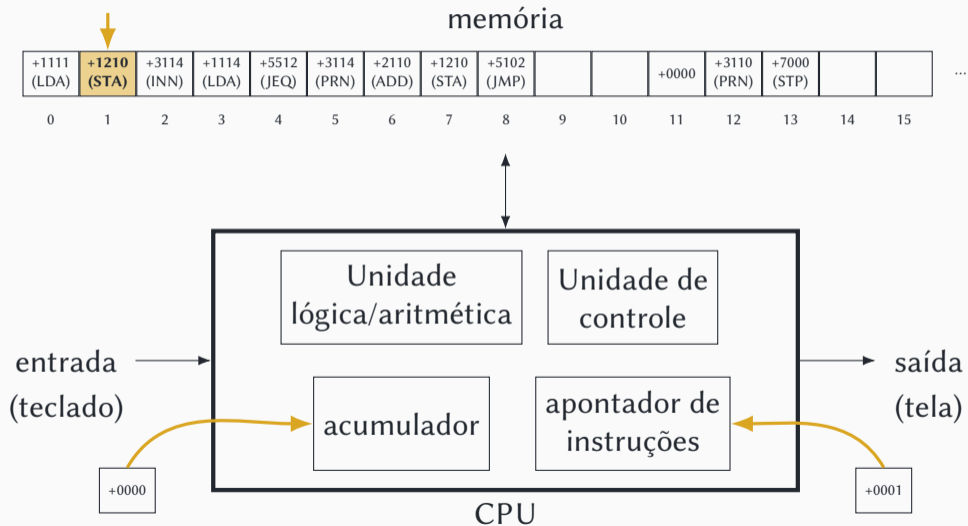 memória
+1111 +1210 +3114 +1114 +5512 +3114 +2110 +1210 +5102 +0000 +3110 +7000 ...
(LDA) (STA) (INN) (LDA) (JEQ) (PRN) (ADD) (STA) (JMP) (PRN) (STP)
0 1 2 3 4 5 6 7 8 9 10 11 12 13 14 15
Unidade
lógica/aritmética
Unidade de
controle
entrada
(teclado)
saída
(tela)
acumulador
apontador de
instruções
+0000
+0001
CPU